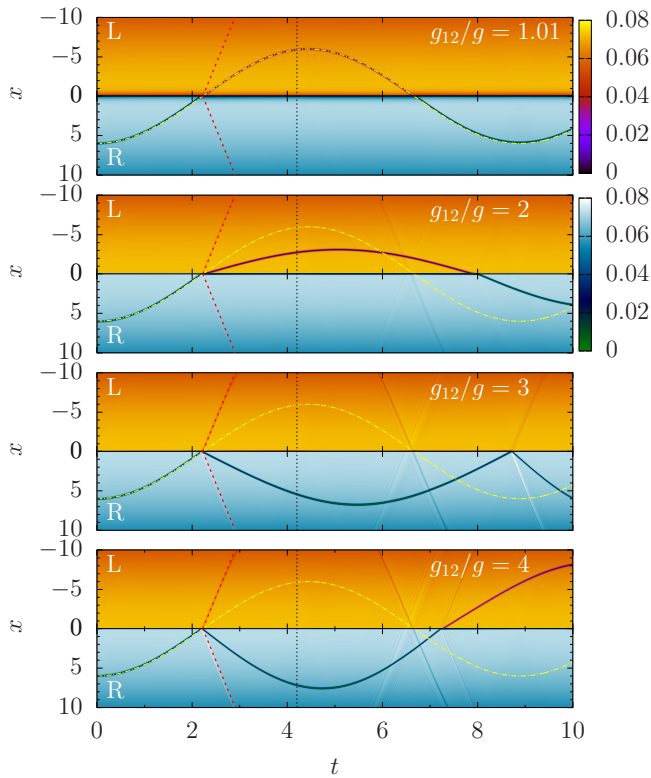 −10 L g₁₂/g = 1.01 0.08
−5 0.06
x 0 0.04
5 0.02
10 R 0
−10 L g₁₂/g = 2 0.08
−5 0.06
x 0 0.04
5 0.02
10 R 0
−10 L g₁₂/g = 3
−5
x 0
5
10 R
−10 L g₁₂/g = 4
−5
x 0
5
10 R
0 2 4 6 8 10
t